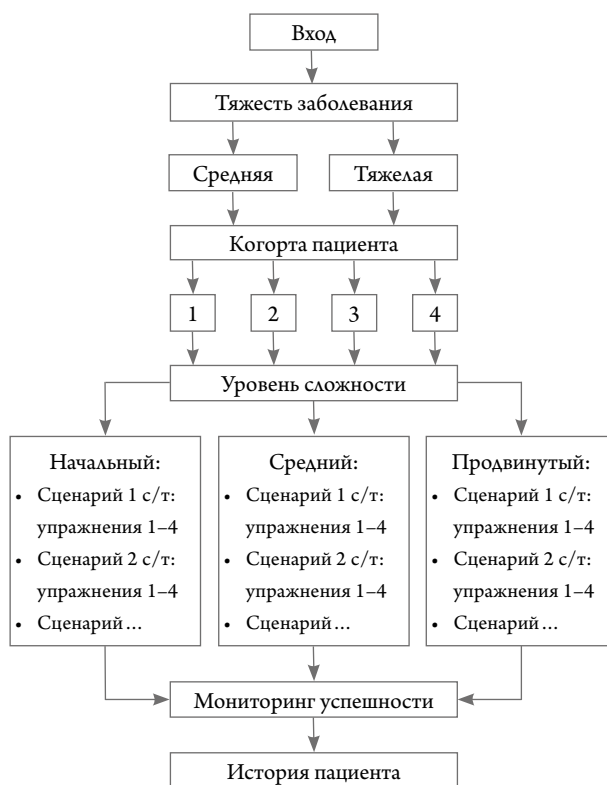 Вход
Тяжесть заболевания
Средняя
Тяжелая
Когорта пациента
1
2
3
4
Уровень сложности
Начальный:
• Сценарий 1 с/т:
упражнения 1–4
• Сценарий 2 с/т:
упражнения 1–4
• Сценарий...
Средний:
• Сценарий 1 с/т:
упражнения 1–4
• Сценарий 2 с/т:
упражнения 1–4
• Сценарий...
Продвинутый:
• Сценарий 1 с/т:
упражнения 1–4
• Сценарий 2 с/т:
упражнения 1–4
• Сценарий...
Мониторинг успешности
История пациента